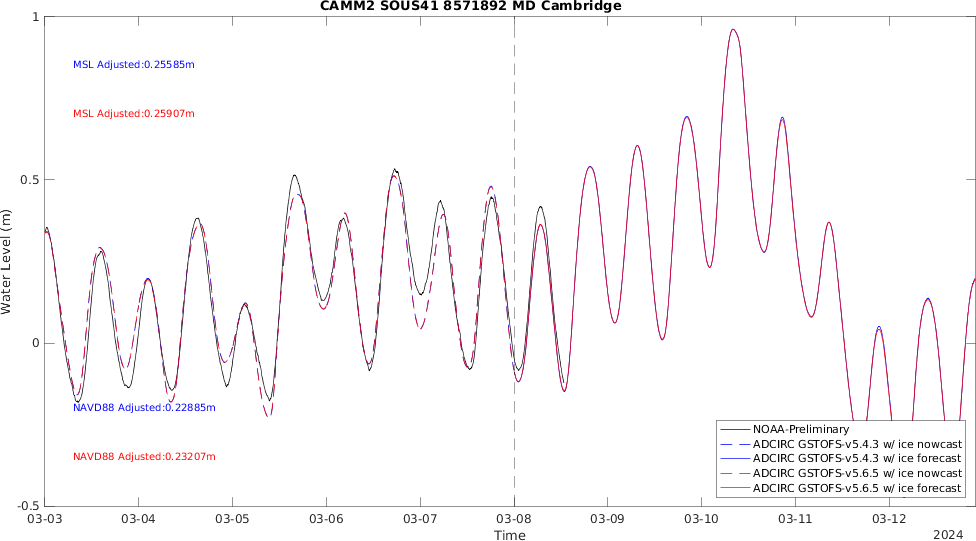 CAMM2 SOUS41 8571892 MD Cambridge
1
MSL Adjusted:0.25585m
MSL Adjusted:0.25907m
0.5
Water Level (m)
0
NAVD88 Adjusted:0.22885m
NAVD88 Adjusted:0.23207m
NOAA-Preliminary
ADCIRC GSTOFS-v5.4.3 w/ ice nowcast
ADCIRC GSTOFS-v5.4.3 w/ ice forecast
ADCIRC GSTOFS-v5.6.5 w/ ice nowcast
ADCIRC GSTOFS-v5.6.5 w/ ice forecast
-0.5
03-03 03-04 03-05 03-06 03-07 03-08 03-09 03-10 03-11 03-12
Time
2024